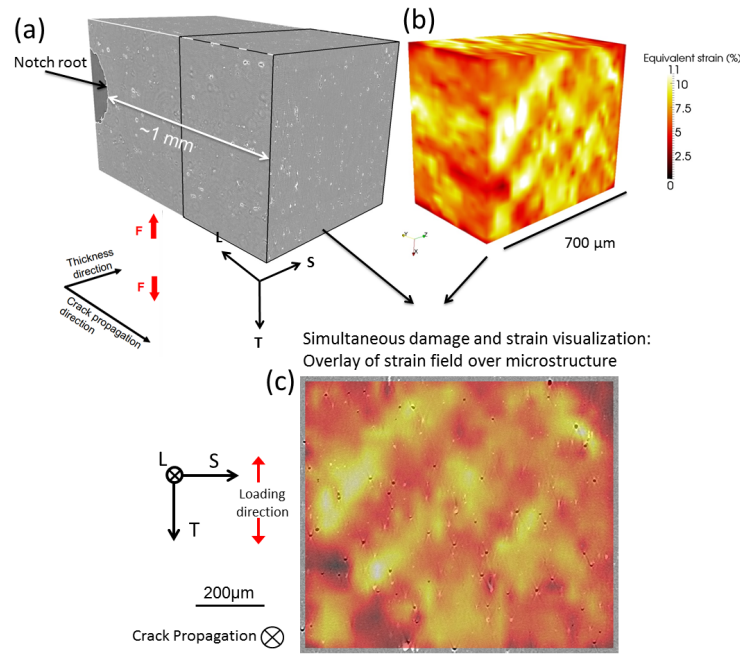 (a)
Notch root
~1 mm
F
F
Thickness
direction
Crack propagation
direction
L
S
T
(b)
Equivalent strain (%)
11
10
7.5
5
2.5
0
700 µm
Simultaneous damage and strain visualization:
Overlay of strain field over microstructure
(c)
L
S
T
Loading
direction
200µm
Crack Propagation